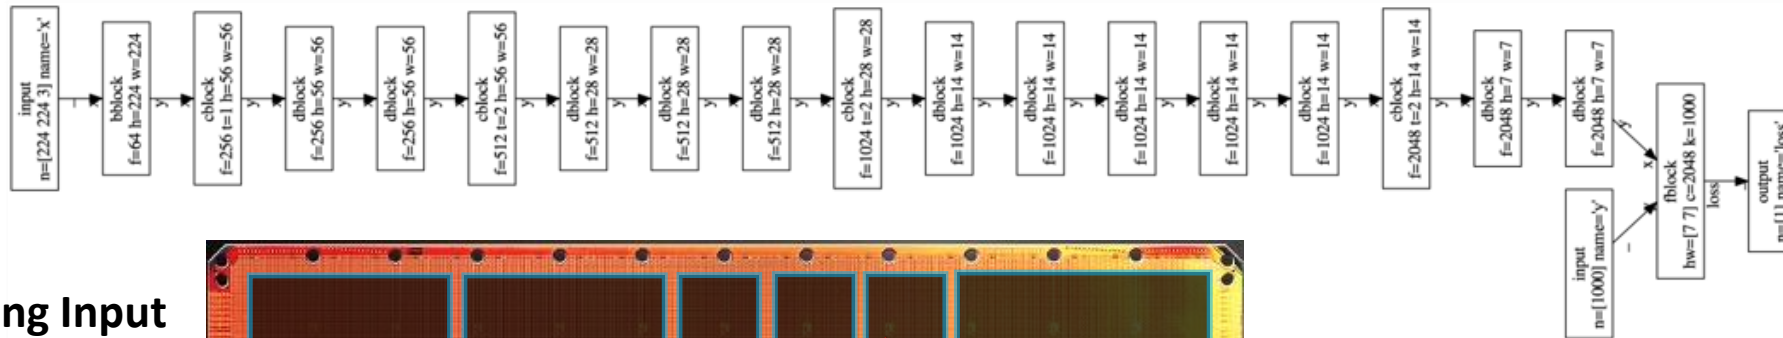 input
n=[224 224 3] name='x'
bblock
f=64 h=224 w=224
y
cblock
f=256 t=1 h=56 w=56
y
dblock
f=256 h=56 w=56
y
dblock
f=256 h=56 w=56
y
cblock
f=512 t=2 h=56 w=56
y
dblock
f=512 h=28 w=28
y
dblock
f=512 h=28 w=28
y
dblock
f=512 h=28 w=28
y
cblock
f=1024 t=2 h=28 w=28
y
dblock
f=1024 h=14 w=14
y
dblock
f=1024 h=14 w=14
y
dblock
f=1024 h=14 w=14
y
dblock
f=1024 h=14 w=14
y
dblock
f=1024 h=14 w=14
y
cblock
f=2048 t=2 h=14 w=14
y
dblock
f=2048 h=7 w=7
y
dblock
f=2048 h=7 w=7
y
x
input
n=[1000] name='y'
fblock
hw=[7 7] c=2048 k=1000
loss
output
n=[1] name='loss'
ng Input